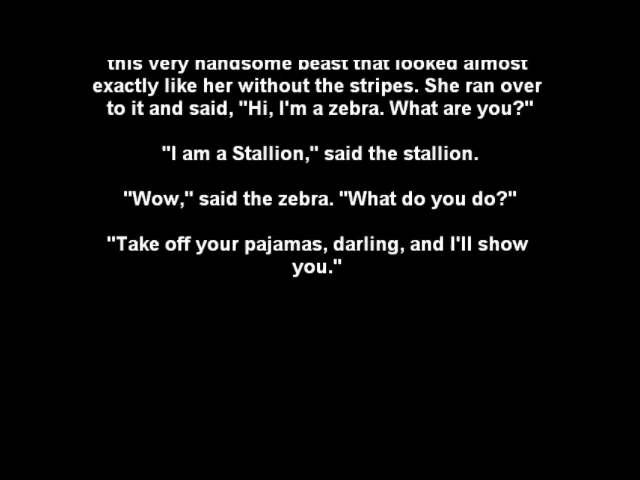 this very handsome beast that looked almost
exactly like her without the stripes. She ran over
to it and said, "Hi, I'm a zebra. What are you?"
"I am a Stallion," said the stallion.
"Wow," said the zebra. "What do you do?"
"Take off your pajamas, darling, and I'll show
you."